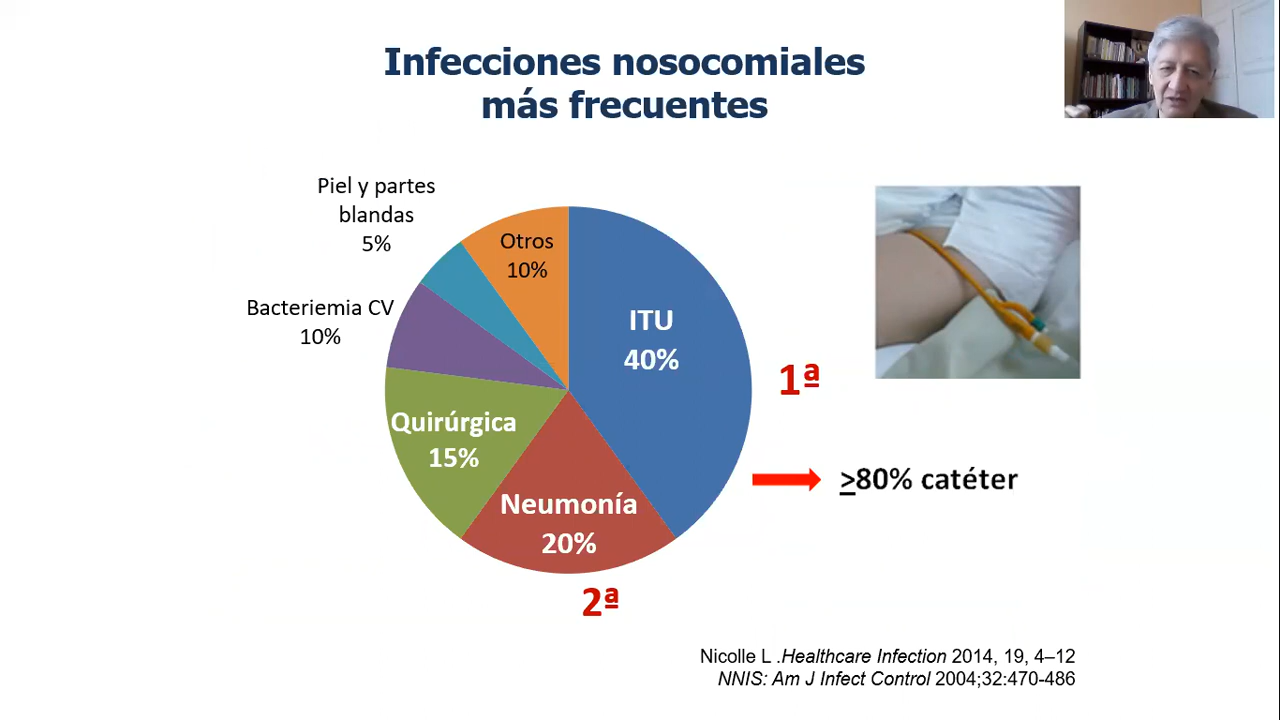 Infecciones nosocomiales
más frecuentes
Piel y partes
blandas
5%
Otros
10%
Bacteriemia CV
10%
ITU
40%
1ª
Quirúrgica
15%
≥80% catéter
Neumonía
20%
2ª
Nicolle L .Healthcare Infection 2014, 19, 4–12
NNIS: Am J Infect Control 2004;32:470-486